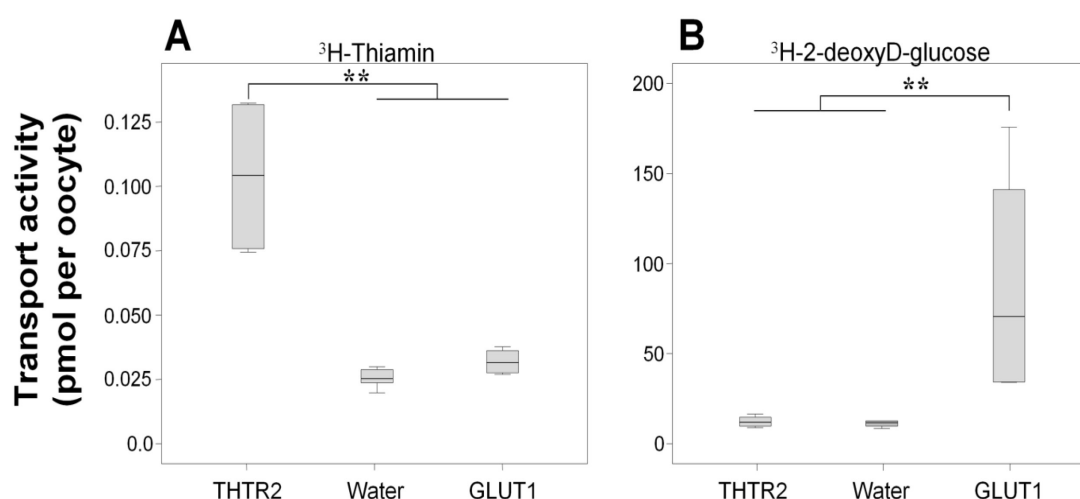 A
³H-Thiamin
**
Transport activity
(pmol per oocyte)
0.125
0.100
0.075
0.050
0.025
0.0
THTR2 Water GLUT1
B
³H-2-deoxyD-glucose
**
200
150
100
50
0
THTR2 Water GLUT1